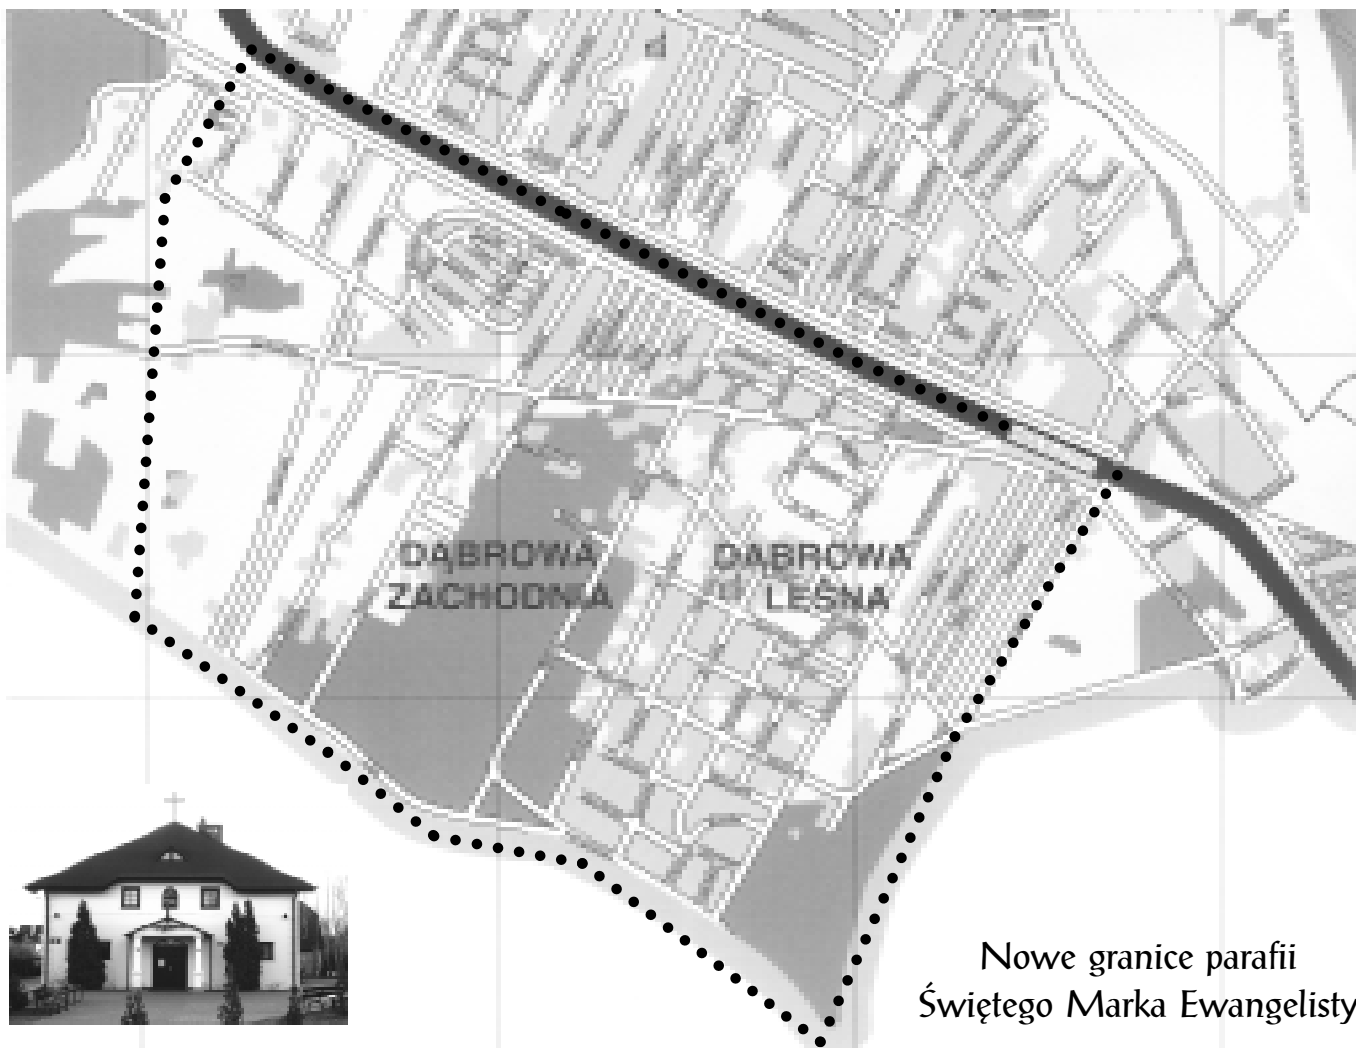 DĄBROWA
ZACHODNIA
DĄBROWA
LEŚNA
Nowe granice parafii
Świętego Marka Ewangelisty